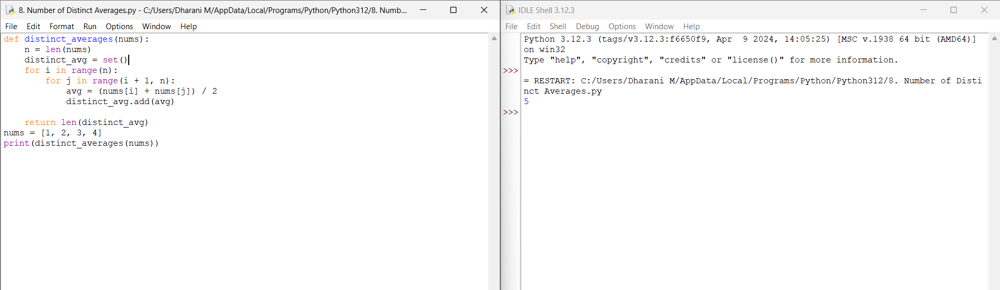 8. Number of Distinct Averages.py - C:/Users/Dharani M/AppData/Local/Programs/Python/Python312/8. Numb...
File Edit Format Run Options Window Help
def distinct_averages(nums):
    n = len(nums)
    distinct_avg = set()
    for i in range(n):
        for j in range(i + 1, n):
            avg = (nums[i] + nums[j]) / 2
            distinct_avg.add(avg)
    return len(distinct_avg)
nums = [1, 2, 3, 4]
print(distinct_averages(nums))
IDLE Shell 3.12.3
File Edit Shell Debug Options Window Help
Python 3.12.3 (tags/v3.12.3:f6650f9, Apr  9 2024, 14:05:25) [MSC v.1938 64 bit (AMD64)]
on win32
Type "help", "copyright", "credits" or "license()" for more information.
>>>
= RESTART: C:/Users/Dharani M/AppData/Local/Programs/Python/Python312/8. Number of Disti
nct Averages.py
5
>>>